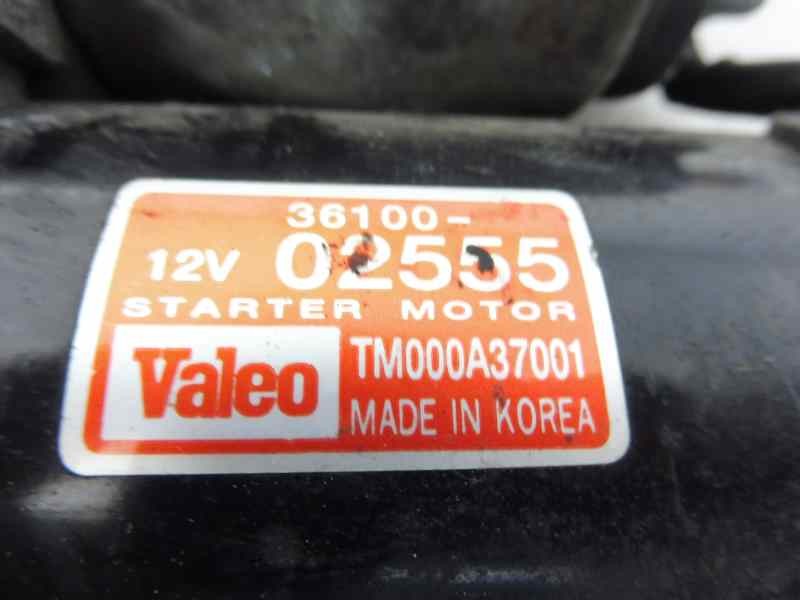 36100-
12V 02555
STARTER MOTOR
Valeo TM000A37001
MADE IN KOREA